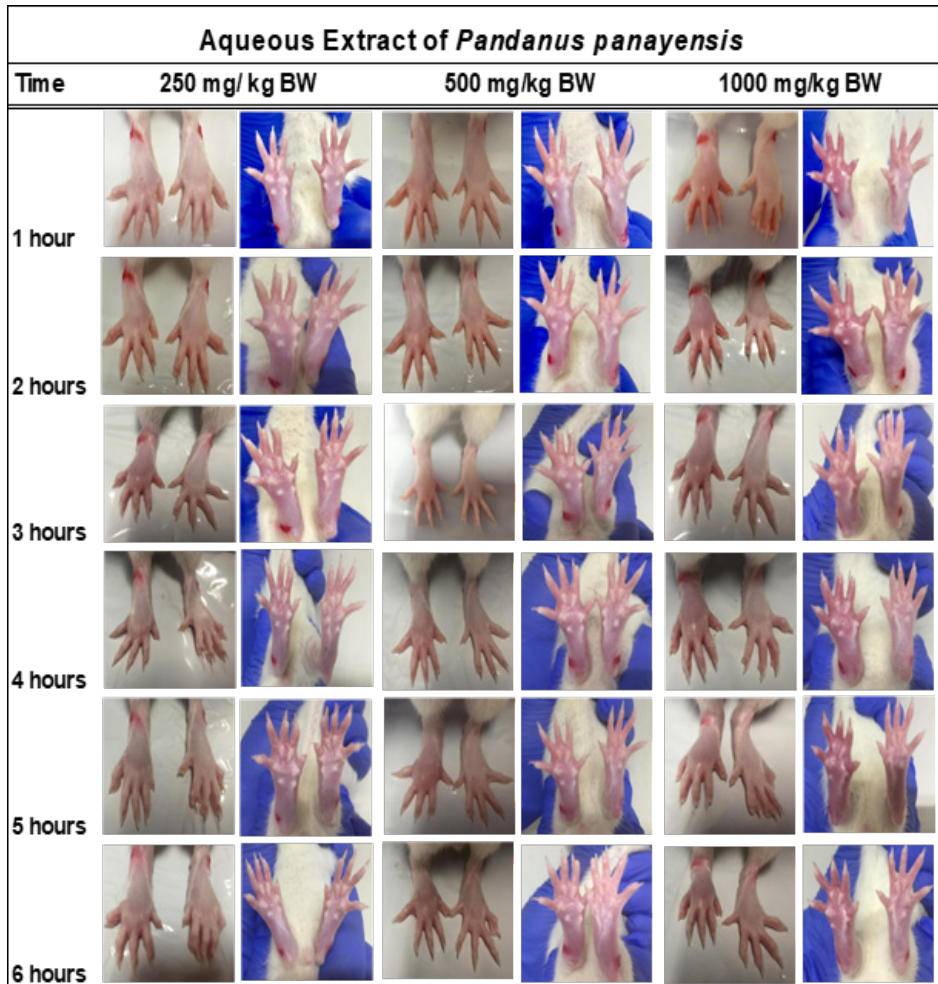 Aqueous Extract of Pandanus panayensis
Time 250 mg/ kg BW 500 mg/kg BW 1000 mg/kg BW
1 hour
2 hours
3 hours
4 hours
5 hours
6 hours